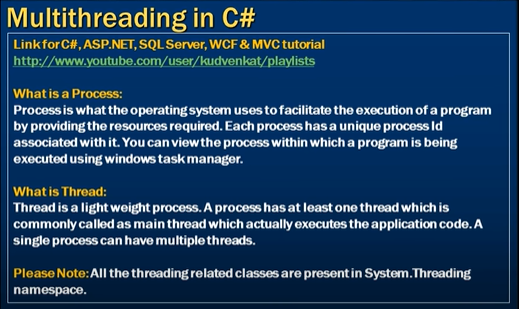 Multithreading in C#
Link for C#, ASP.NET, SQL Server, WCF & MVC tutorial
http://www.youtube.com/user/kudvenkat/playlists
What is a Process:
Process is what the operating system uses to facilitate the execution of a program
by providing the resources required. Each process has a unique process Id
associated with it. You can view the process within which a program is being
executed using windows task manager.
What is Thread:
Thread is a light weight process. A process has at least one thread which is
commonly called as main thread which actually executes the application code. A
single process can have multiple threads.
Please Note: All the threading related classes are present in System.Threading
namespace.